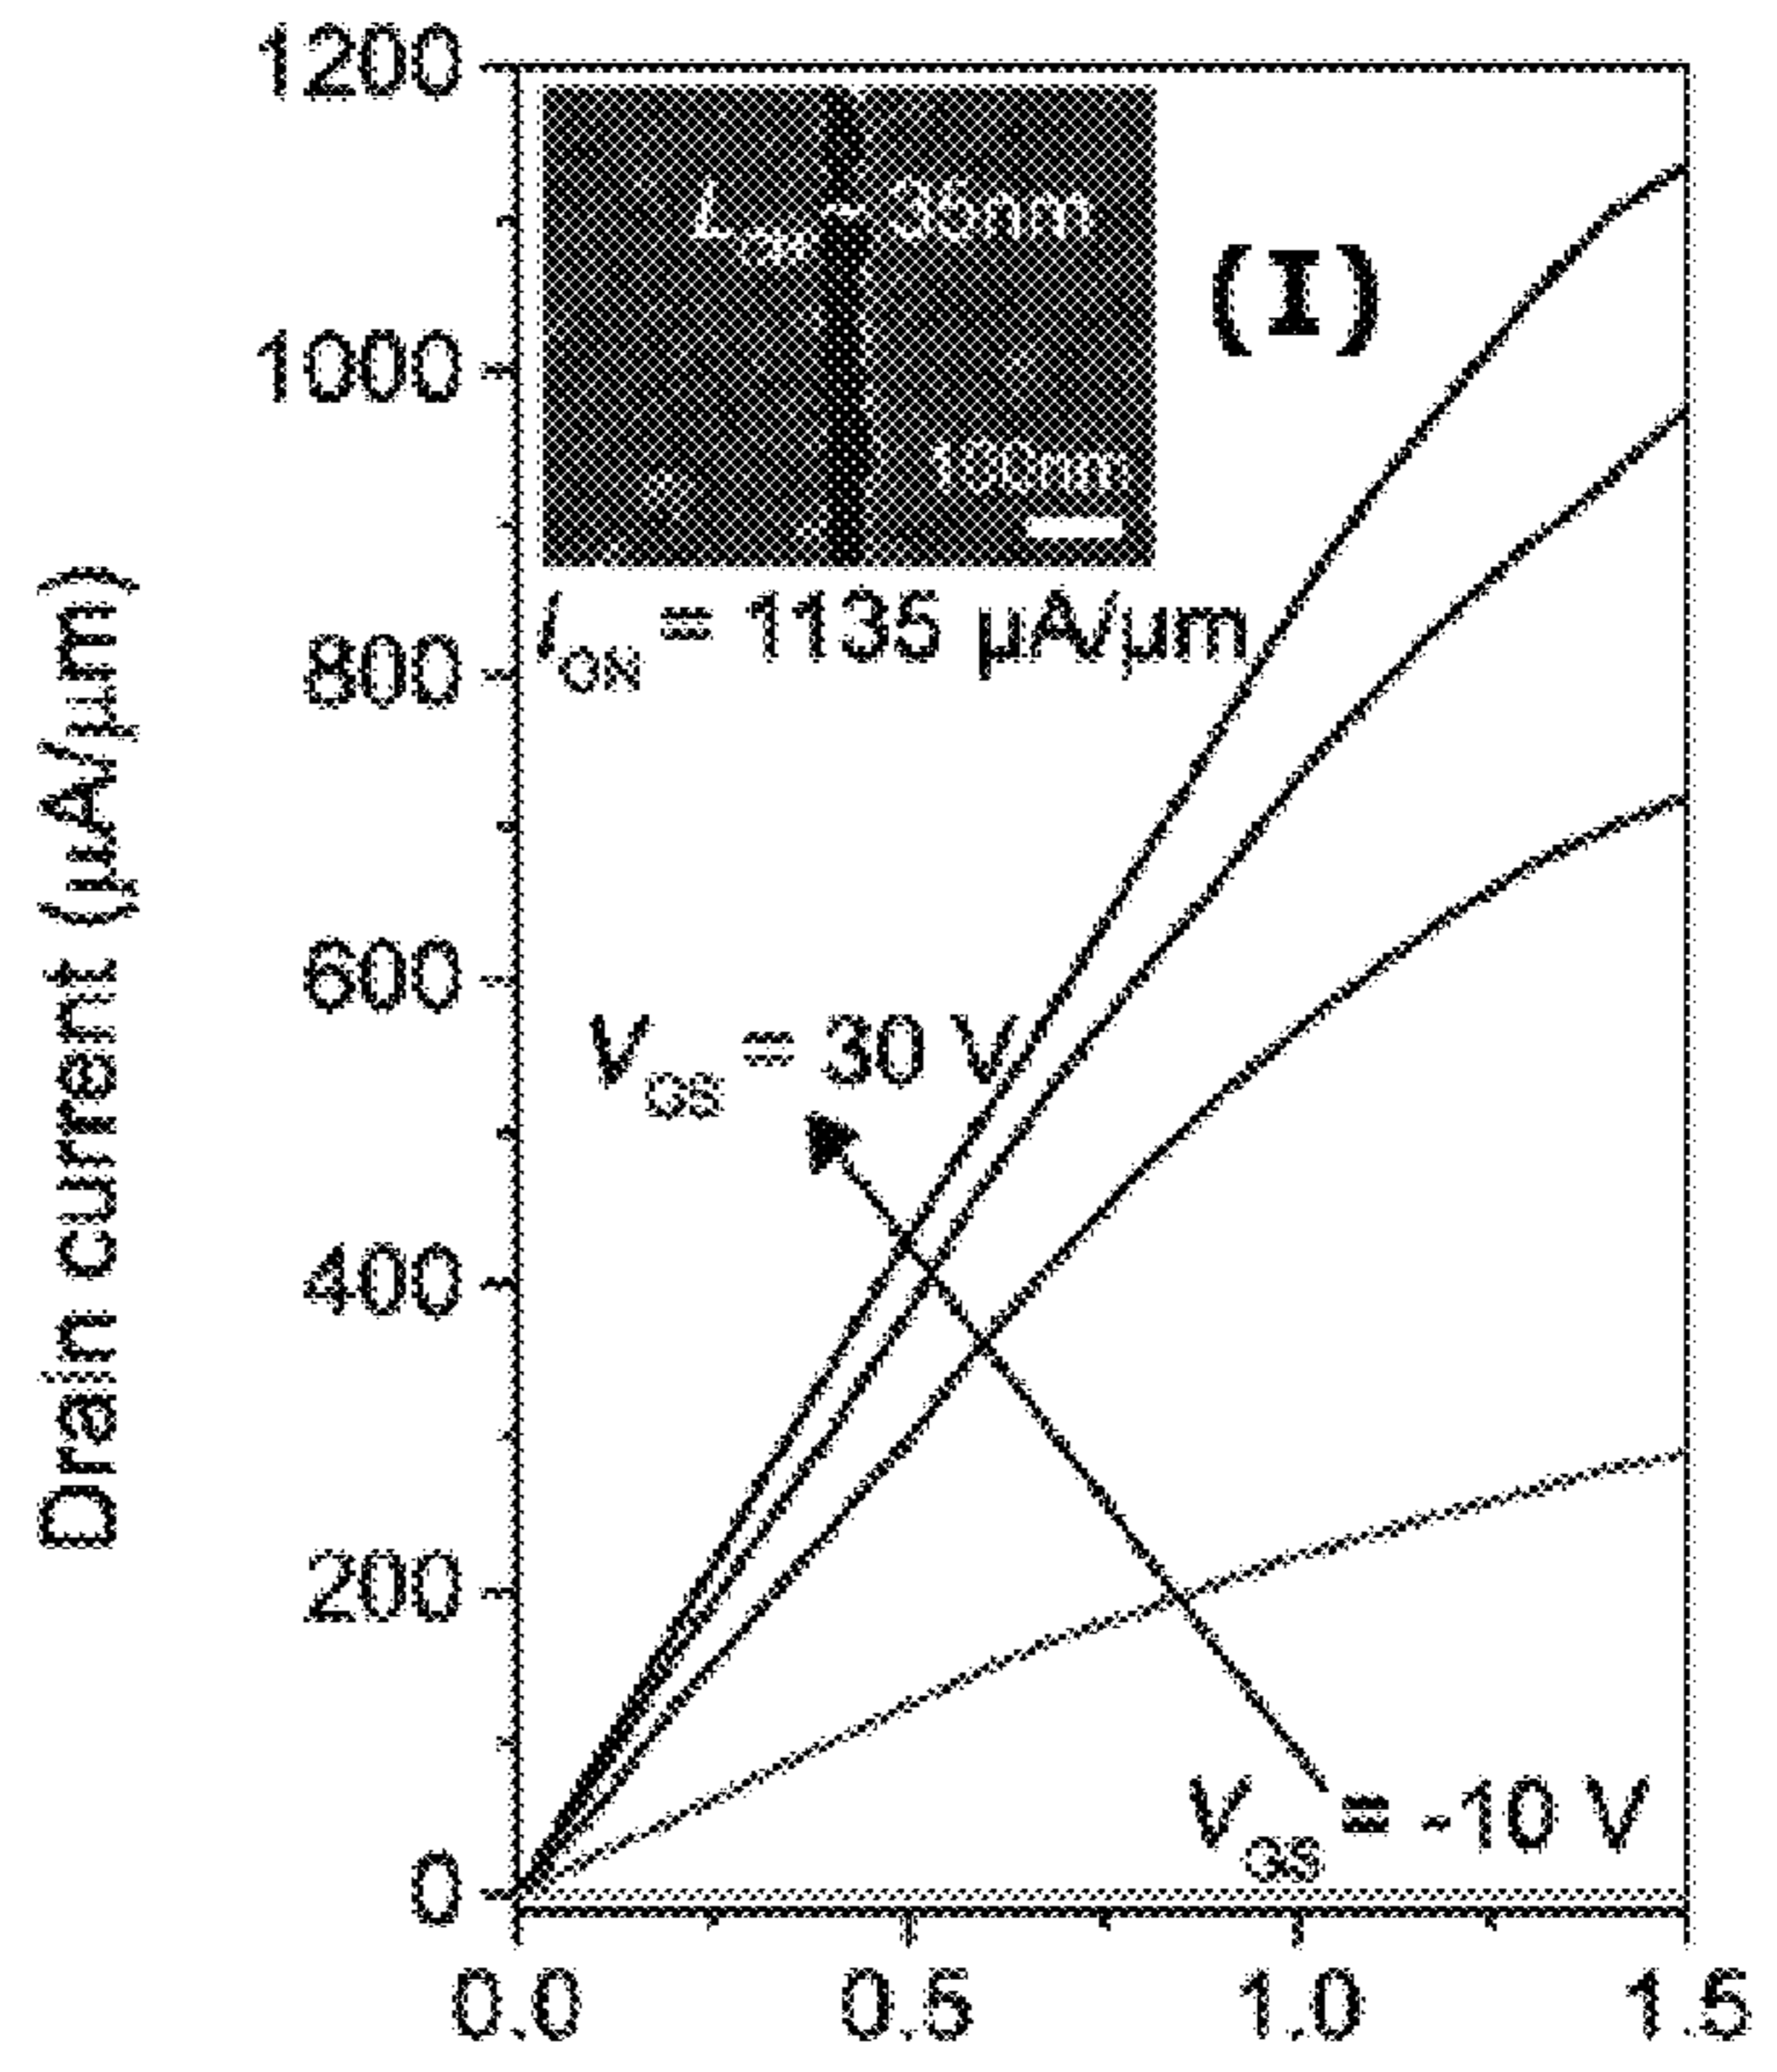 1200
1000
800
600
400
200
0
Drain current (µA/µm)
~ 35nm
100nm
(I)
I_ON = 1135 µA/µm
V_GS = 30 V
V_GS = -10 V
0.0 0.5 1.0 1.5